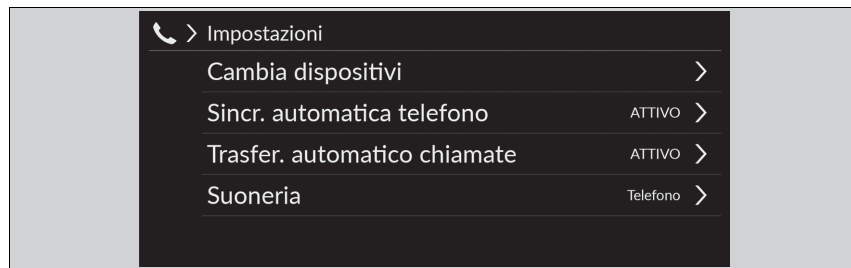 Impostazioni
Cambia dispositivi
Sincr. automatica telefono ATTIVO
Trasfer. automatico chiamate ATTIVO
Suoneria Telefono